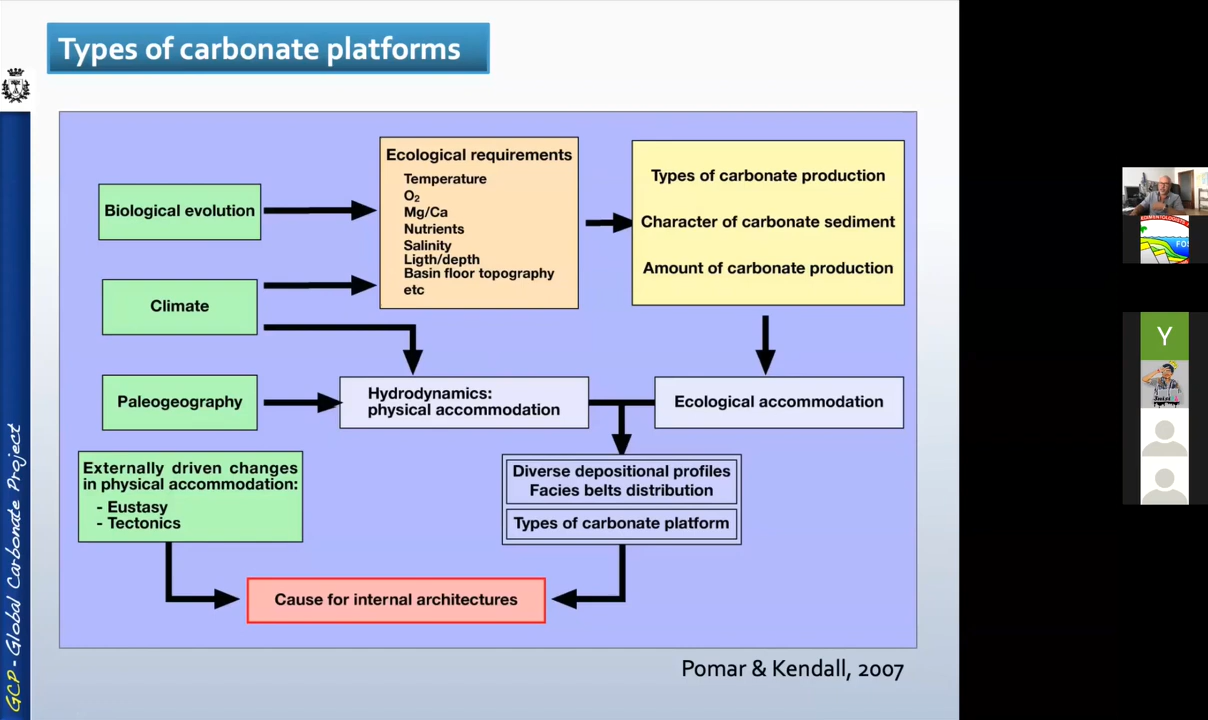 Types of carbonate platforms
Biological evolution
Climate
Paleogeography
Externally driven changes
in physical accommodation:
- Eustasy
- Tectonics
Ecological requirements
Temperature
O₂
Mg/Ca
Nutrients
Salinity
Ligth/depth
Basin floor topography
etc
Types of carbonate production
Character of carbonate sediment
Amount of carbonate production
Hydrodynamics:
physical accommodation
Ecological accommodation
Diverse depositional profiles
Facies belts distribution
Types of carbonate platform
Cause for internal architectures
Pomar & Kendall, 2007
GCP - Global Carbonate Project
Y